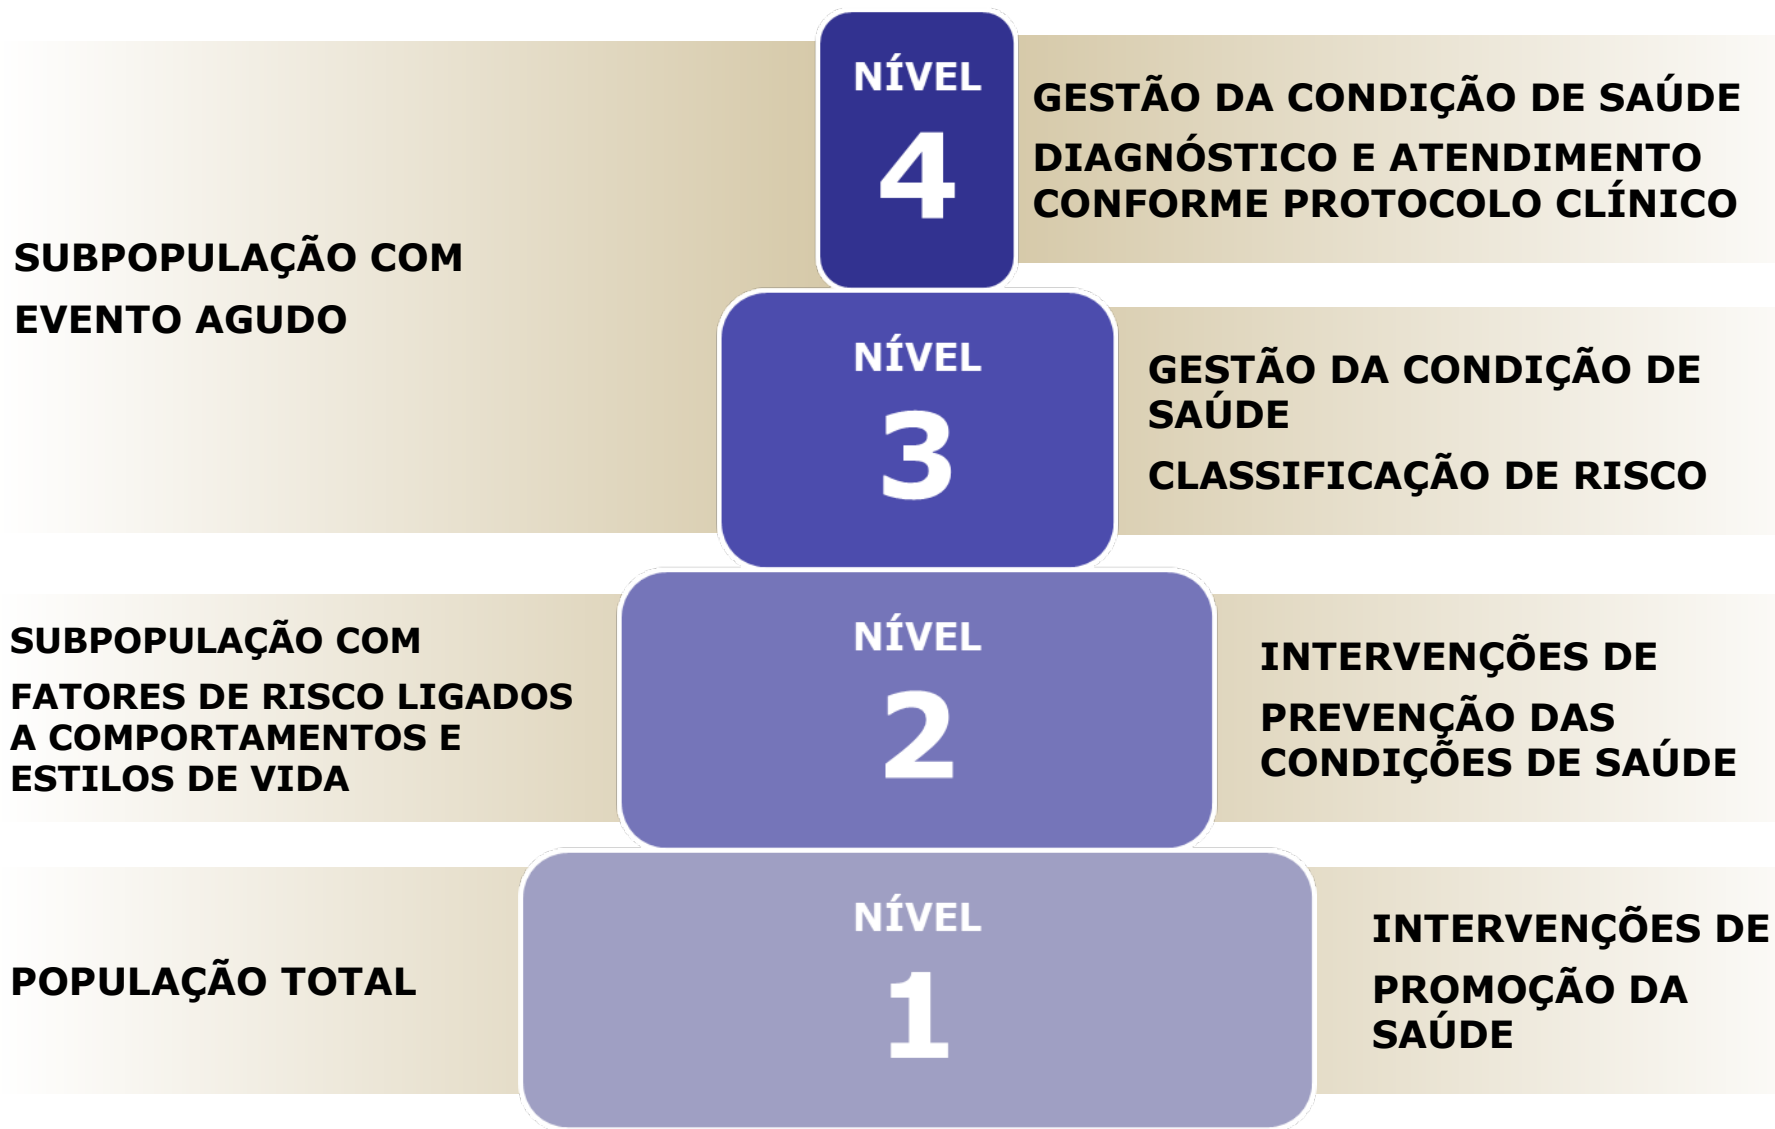 NÍVEL
4
GESTÃO DA CONDIÇÃO DE SAÚDE
DIAGNÓSTICO E ATENDIMENTO
CONFORME PROTOCOLO CLÍNICO
SUBPOPULAÇÃO COM
EVENTO AGUDO
NÍVEL
3
GESTÃO DA CONDIÇÃO DE
SAÚDE
CLASSIFICAÇÃO DE RISCO
SUBPOPULAÇÃO COM
FATORES DE RISCO LIGADOS
A COMPORTAMENTOS E
ESTILOS DE VIDA
NÍVEL
2
INTERVENÇÕES DE
PREVENÇÃO DAS
CONDIÇÕES DE SAÚDE
POPULAÇÃO TOTAL
NÍVEL
1
INTERVENÇÕES DE
PROMOÇÃO DA
SAÚDE